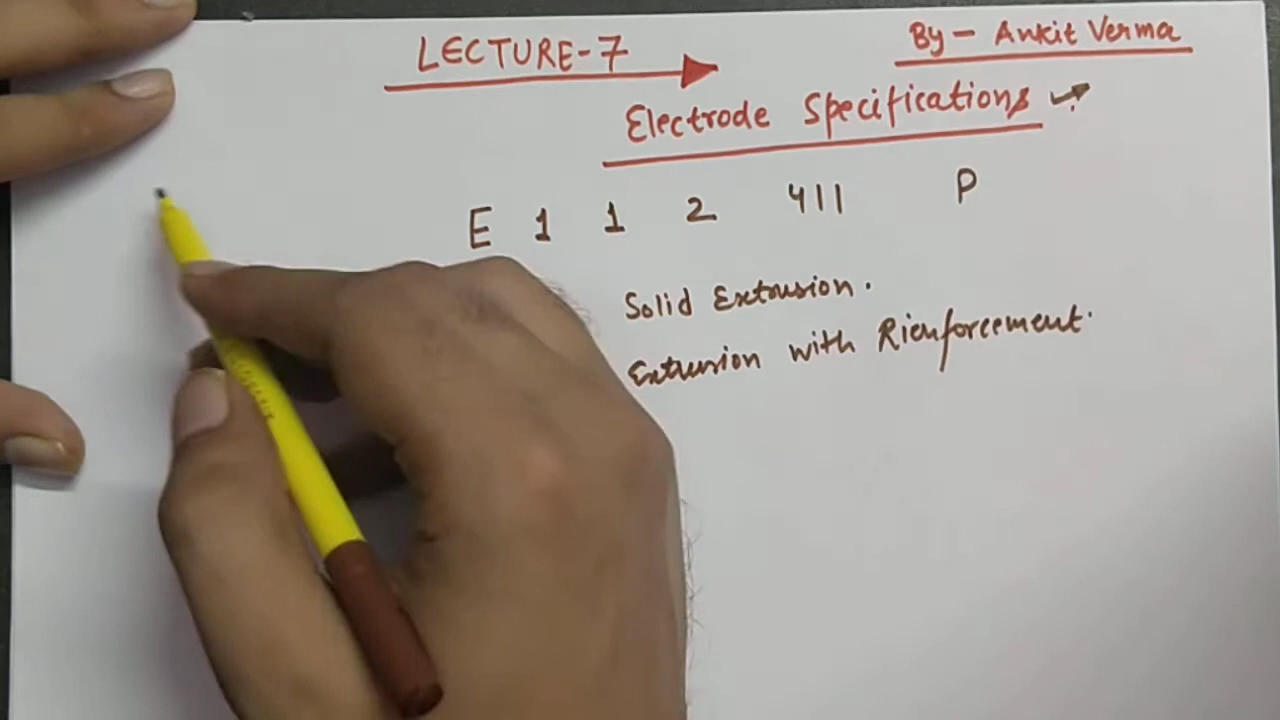 LECTURE-7
By - Ankit Verma
Electrode Specifications
E 1 1 2 411 P
Solid Extrusion.
Extrusion with Rienforcement.